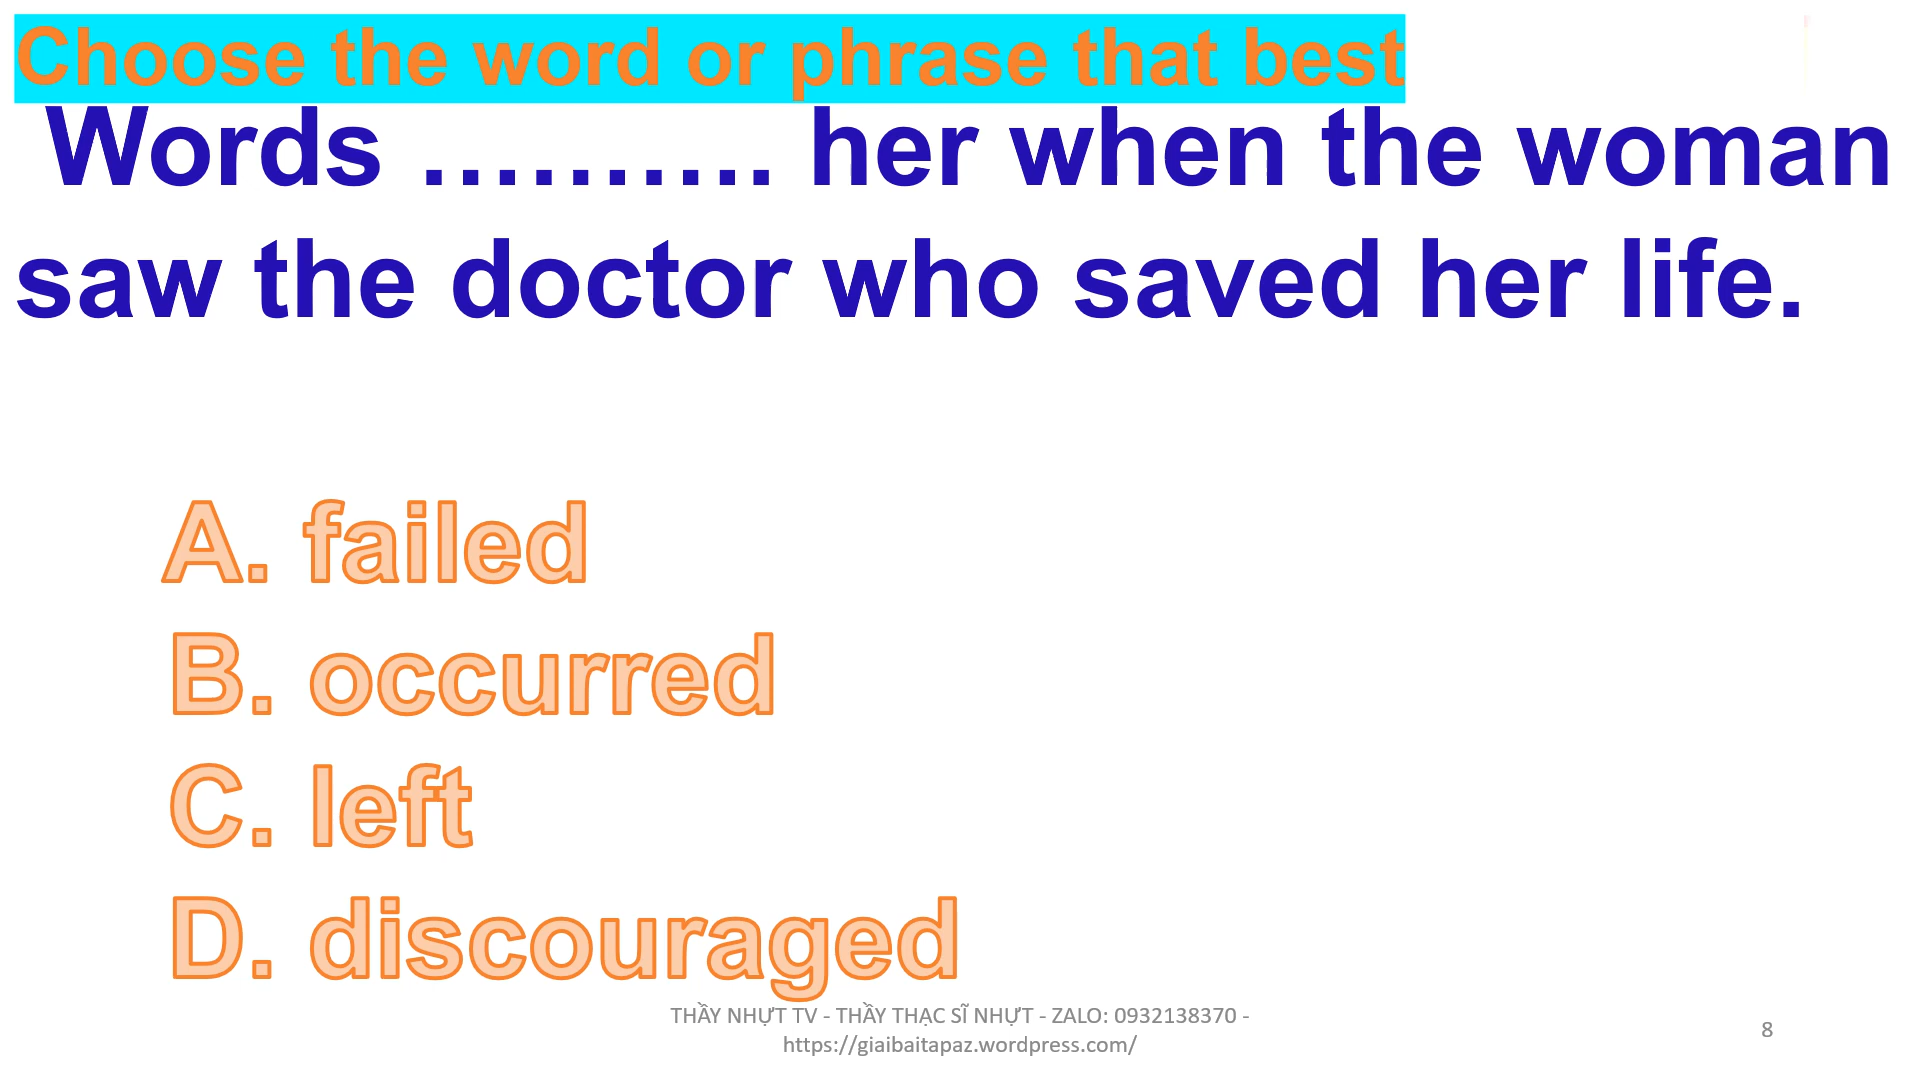 Choose the word or phrase that best
Words ………. her when the woman
saw the doctor who saved her life.
A. failed
B. occurred
C. left
D. discouraged
THẦY NHỰT TV - THẦY THẠC SĨ NHỰT - ZALO: 0932138370 -
https://giaibaitapaz.wordpress.com/
8